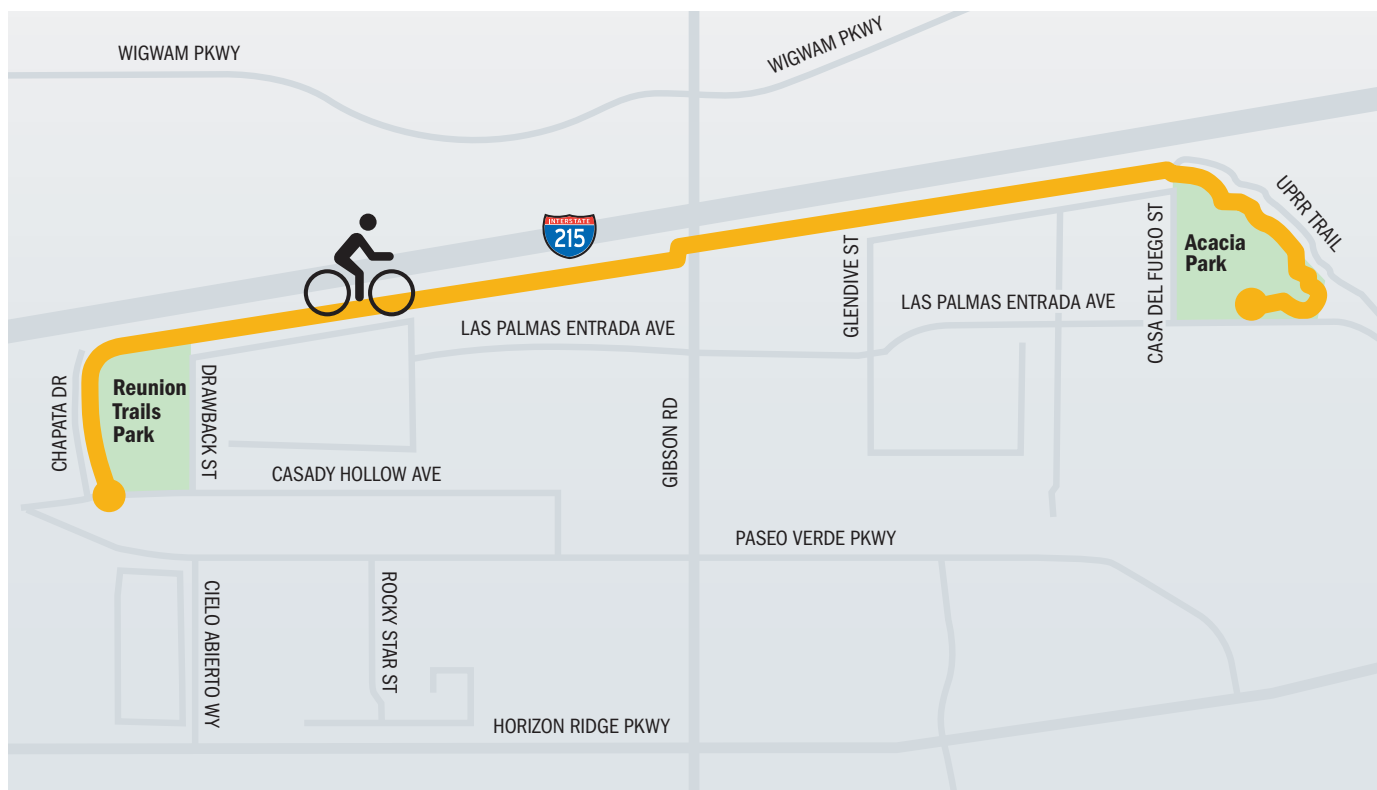 WIGWAM PKWY
WIGWAM PKWY
INTERSTATE
215
UPRR TRAIL
Acacia
Park
CASA DEL FUEGO ST
GLENDIVE ST
LAS PALMAS ENTRADA AVE
LAS PALMAS ENTRADA AVE
CHAPATA DR
Reunion
Trails
Park
DRAWBACK ST
GIBSON RD
CASADY HOLLOW AVE
PASEO VERDE PKWY
CIELO ABIERTO WY
ROCKY STAR ST
HORIZON RIDGE PKWY